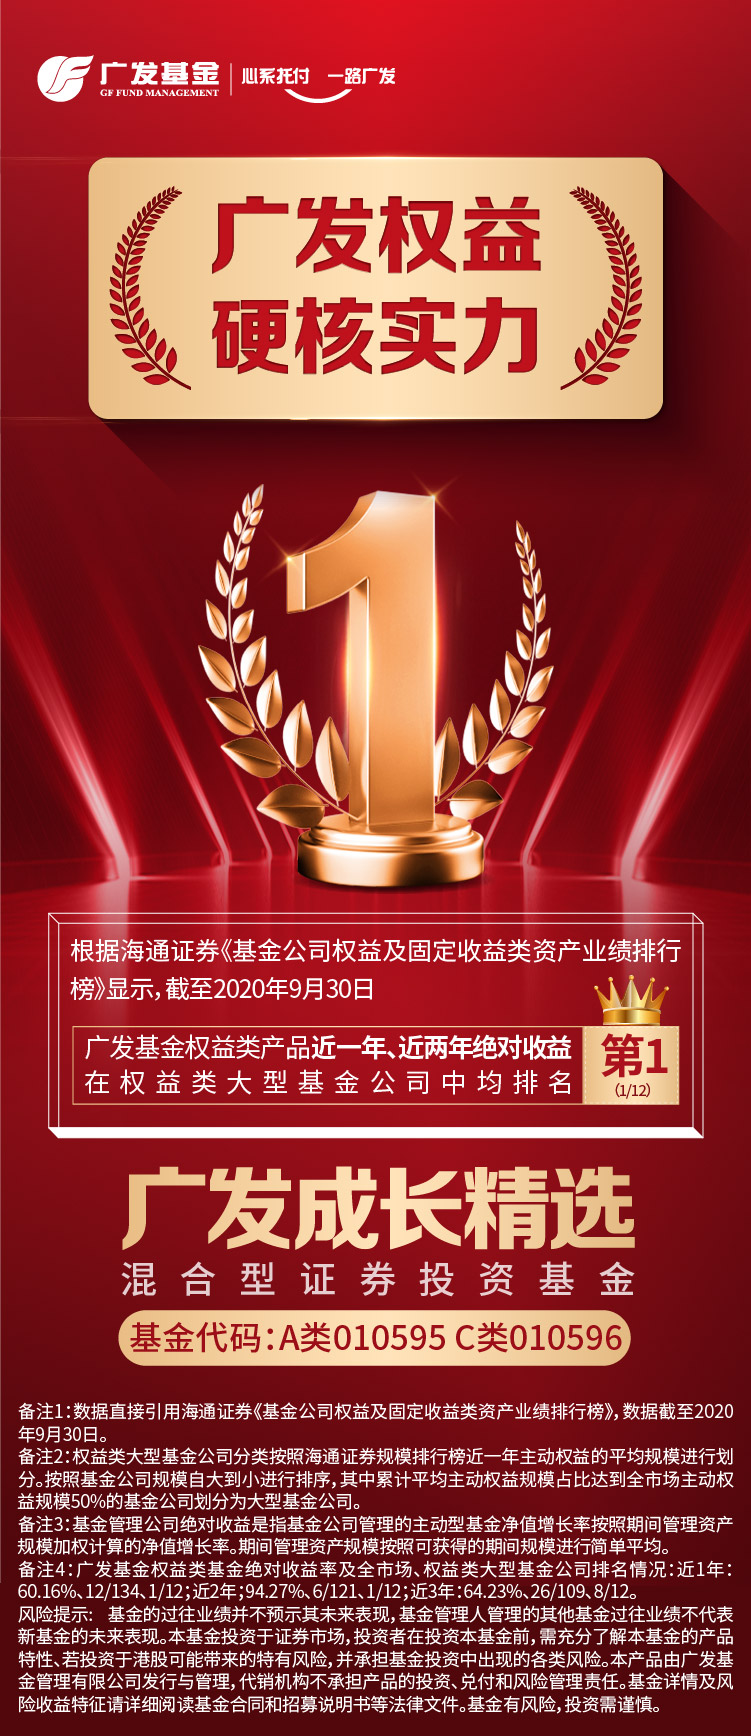 广发基金
GF FUND MANAGEMENT
心系托付 一路广发
广发权益
硬核实力
1
根据海通证券《基金公司权益及固定收益类资产业绩排行
榜》显示，截至2020年9月30日
广发基金权益类产品近一年、近两年绝对收益
在权益类大型基金公司中均排名
第1
(1/12)
广发成长精选
混合型证券投资基金
基金代码：A类010595 C类010596
备注1：数据直接引用海通证券《基金公司权益及固定收益类资产业绩排行榜》，数据截至2020
年9月30日。
备注2：权益类大型基金公司分类按照海通证券规模排行榜近一年主动权益的平均规模进行划
分。按照基金公司规模自大到小进行排序，其中累计平均主动权益规模占比达到全市场主动权
益规模50%的基金公司划分为大型基金公司。
备注3：基金管理公司绝对收益是指基金公司管理的主动型基金净值增长率按照期间管理资产
规模加权计算的净值增长率。期间管理资产规模按照可获得的期间规模进行简单平均。
备注4：广发基金权益类基金绝对收益率及全市场、权益类大型基金公司排名情况：近1年：
60.16%、12/134、1/12；近2年；94.27%、6/121、1/12；近3年：64.23%、26/109、8/12。
风险提示： 基金的过往业绩并不预示其未来表现，基金管理人管理的其他基金过往业绩不代表
新基金的未来表现。本基金投资于证券市场，投资者在投资本基金前，需充分了解本基金的产品
特性、若投资于港股可能带来的特有风险，并承担基金投资中出现的各类风险。本产品由广发基
金管理有限公司发行与管理，代销机构不承担产品的投资、兑付和风险管理责任。基金详情及风
险收益特征请详细阅读基金合同和招募说明书等法律文件。基金有风险，投资需谨慎。